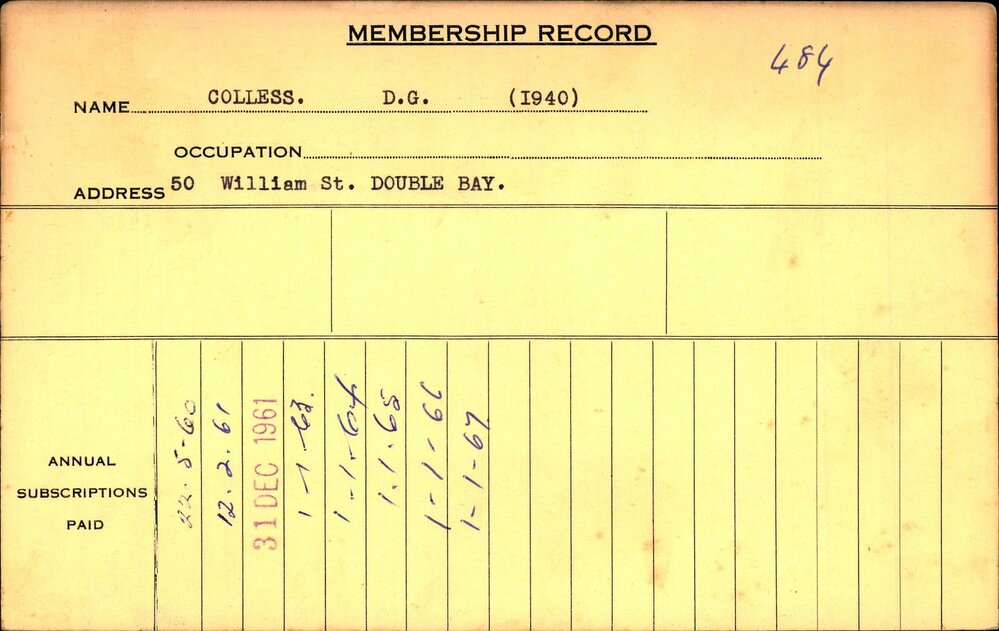 MEMBERSHIP RECORD
484
NAME COLLESS. D.G. (I940)
OCCUPATION
ADDRESS 50 William St. DOUBLE BAY.
ANNUAL
SUBSCRIPTIONS
PAID
22.5-60
12.2.61
31 DEC 1961
1-1-63.
1-1-64
1.1.65
1-1-66
1-1-67